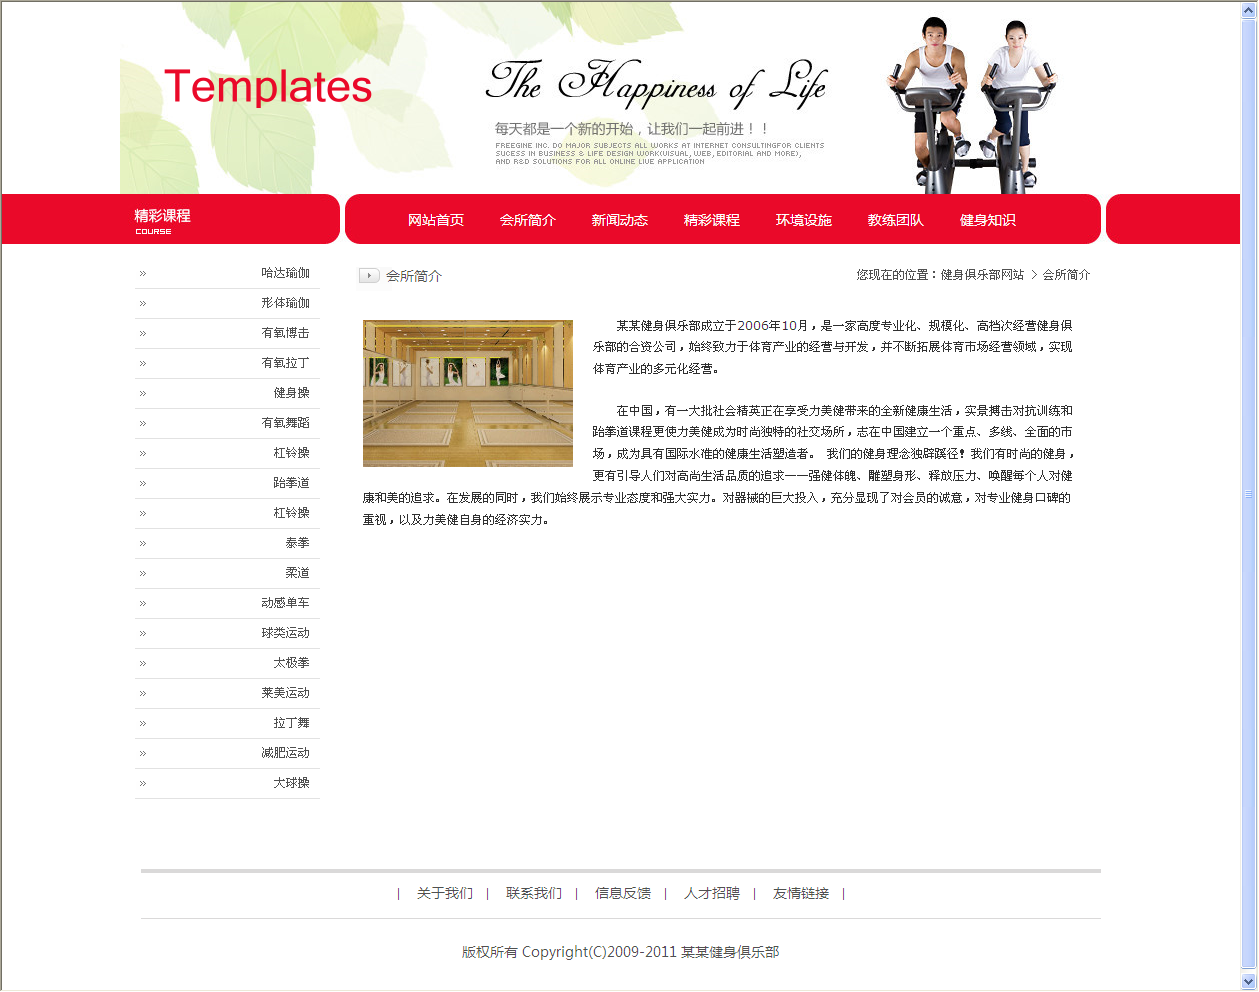 Templates
The Happiness of Life
每天都是一个新的开始，让我们一起前进！！
FREEGINE INC. DO MAJOR SUBJECTS ALL WORKS AT INTERNET CONSULTINGFOR CLIENTS
SUCESS IN BUSINESS & LIFE DESIGN WORK(VISUAL, WEB, EDITORIAL AND MORE),
AND R&D SOLUTIONS FOR ALL ONLINE LIVE APPLICATION
精彩课程
COURSE
网站首页 会所简介 新闻动态 精彩课程 环境设施 教练团队 健身知识
» 哈达瑜伽
» 形体瑜伽
» 有氧博击
» 有氧拉丁
» 健身操
» 有氧舞蹈
» 杠铃操
» 跆拳道
» 杠铃操
» 泰拳
» 柔道
» 动感单车
» 球类运动
» 太极拳
» 莱美运动
» 拉丁舞
» 减肥运动
» 大球操
会所简介
您现在的位置：健身俱乐部网站 > 会所简介
某某健身俱乐部成立于2006年10月，是一家高度专业化、规模化、高档次经营健身俱
乐部的合资公司，始终致力于体育产业的经营与开发，并不断拓展体育市场经营领域，实现
体育产业的多元化经营。
在中国，有一大批社会精英正在享受力美健带来的全新健康生活，实景搏击对抗训练和
跆拳道课程更使力美健成为时尚独特的社交场所，志在中国建立一个重点、多线、全面的市
场，成为具有国际水准的健康生活塑造者。 我们的健身理念独辟蹊径！我们有时尚的健身，
更有引导人们对高尚生活品质的追求——强健体魄、雕塑身形、释放压力、唤醒每个人对健
康和美的追求。在发展的同时，我们始终展示专业态度和强大实力。对器械的巨大投入，充分显现了对会员的诚意，对专业健身口碑的
重视，以及力美健自身的经济实力。
| 关于我们 | 联系我们 | 信息反馈 | 人才招聘 | 友情链接 |
版权所有 Copyright(C)2009-2011 某某健身俱乐部